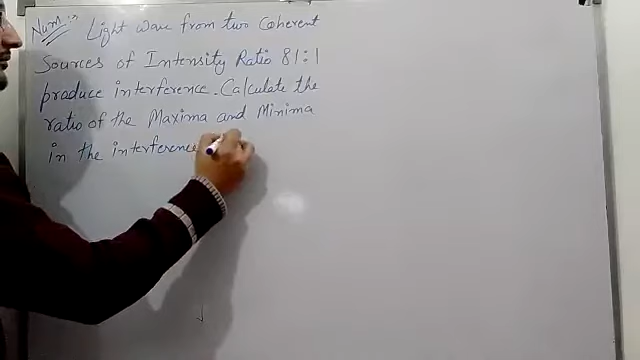 Num:- Light wave from two Coherent
Sources of Intensity Ratio 81:1
produce interference. Calculate the
ratio of the Maxima and Minima
in the interference